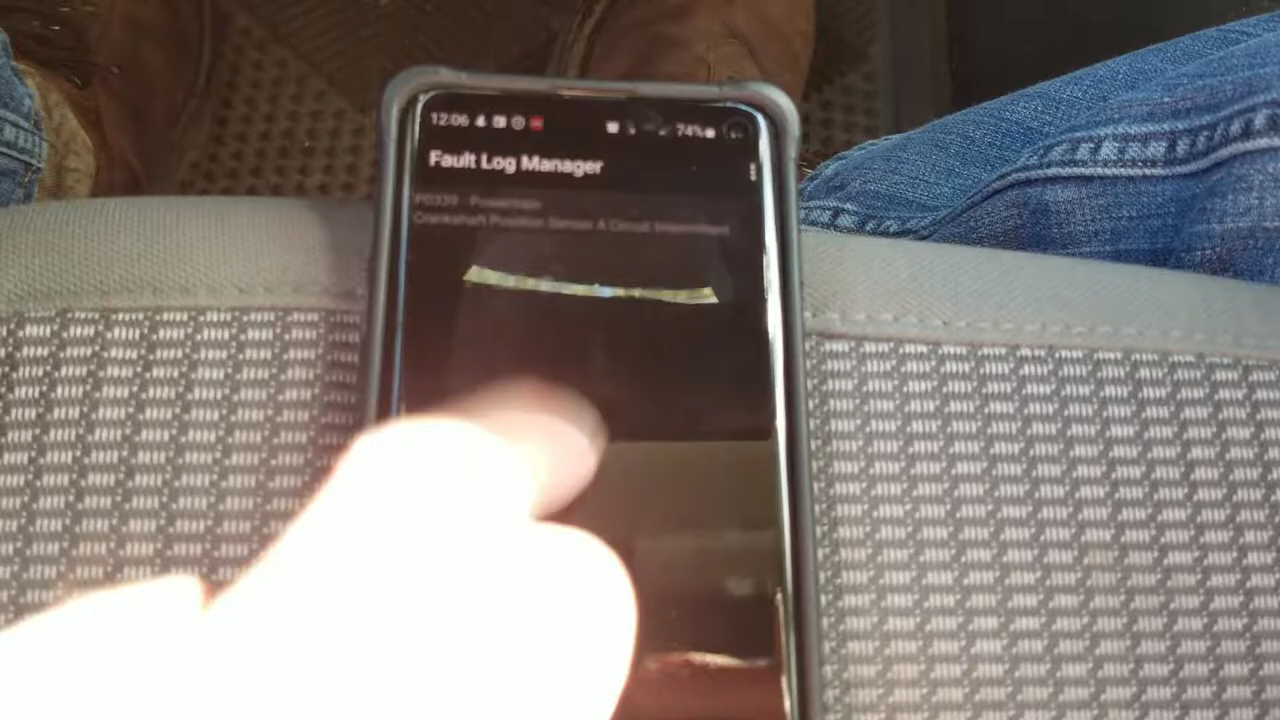 12:06
74%
Fault Log Manager
P0339 - Powertrain
Crankshaft Position Sensor A Circuit Intermittent